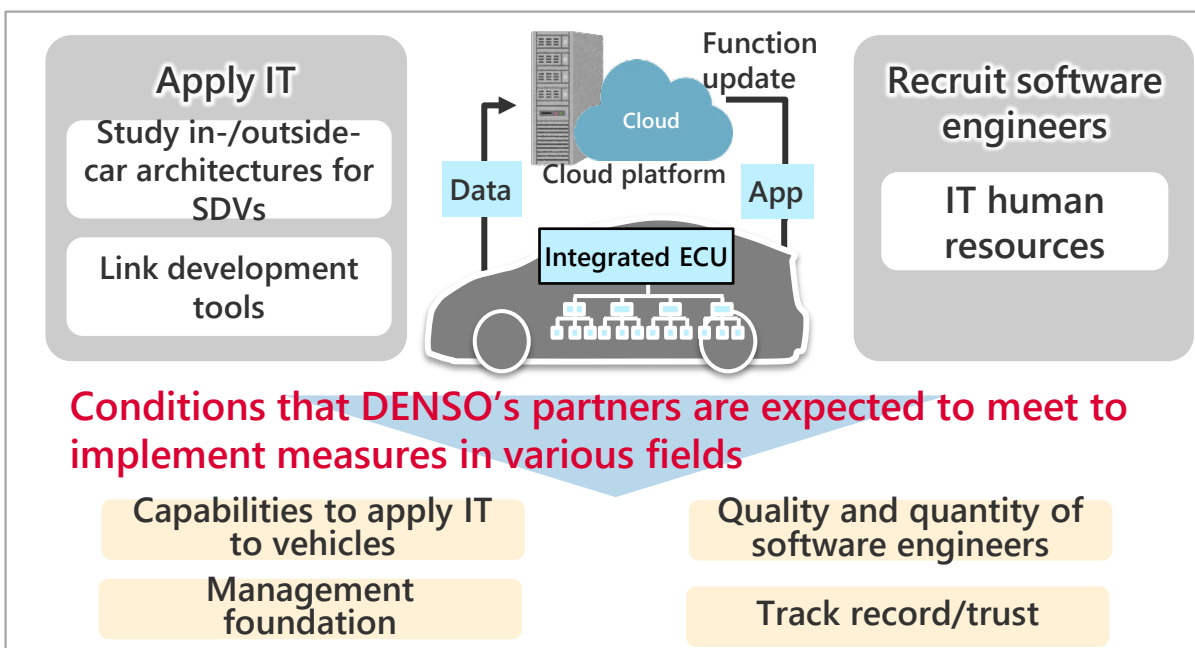 Apply IT
Study in-/outside-
car architectures for
SDVs
Link development
tools
Function
update
Cloud
Cloud platform
Data
App
Integrated ECU
Recruit software
engineers
IT human
resources
Conditions that DENSO’s partners are expected to meet to
implement measures in various fields
Capabilities to apply IT
to vehicles
Quality and quantity of
software engineers
Management
foundation
Track record/trust